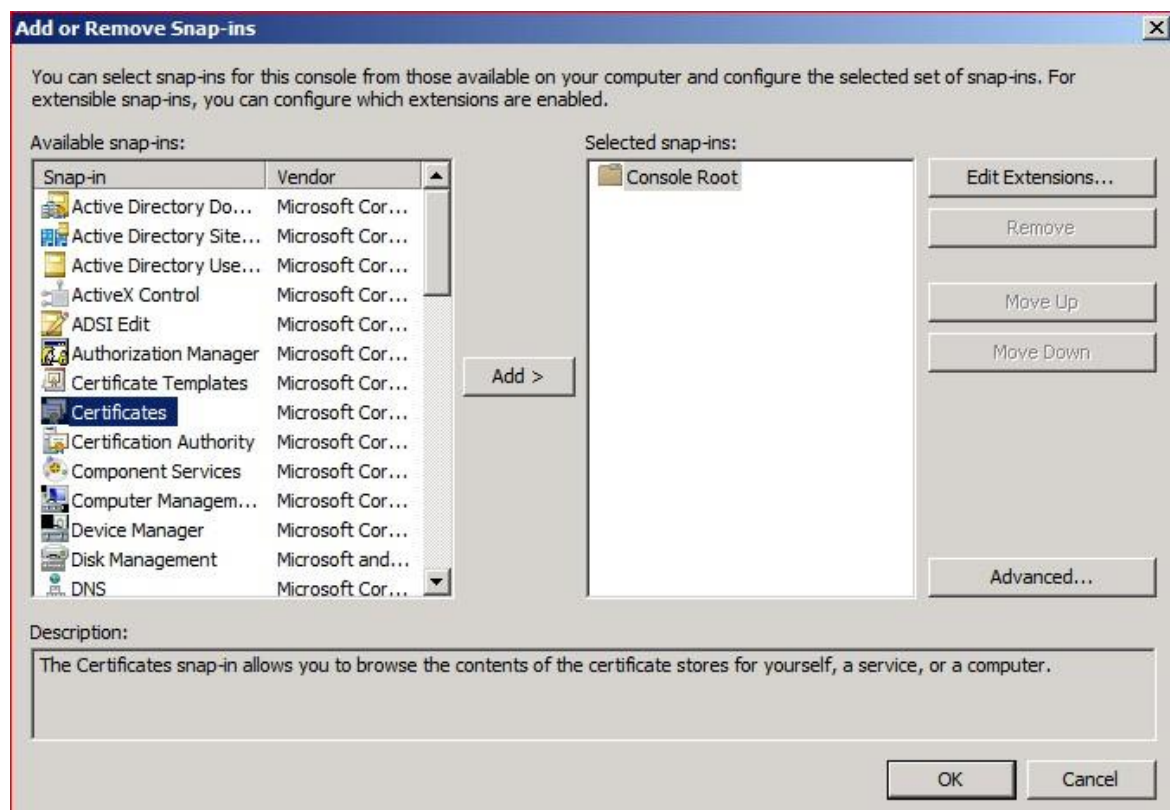 Add or Remove Snap-ins
You can select snap-ins for this console from those available on your computer and configure the selected set of snap-ins. For
extensible snap-ins, you can configure which extensions are enabled.
Available snap-ins:
Snap-in Vendor
Active Directory Do... Microsoft Cor...
Active Directory Site... Microsoft Cor...
Active Directory Use... Microsoft Cor...
ActiveX Control Microsoft Cor...
ADSI Edit Microsoft Cor...
Authorization Manager Microsoft Cor...
Certificate Templates Microsoft Cor...
Certificates Microsoft Cor...
Certification Authority Microsoft Cor...
Component Services Microsoft Cor...
Computer Managem... Microsoft Cor...
Device Manager Microsoft Cor...
Disk Management Microsoft and...
DNS Microsoft Cor...
Add >
Selected snap-ins:
Console Root
Edit Extensions...
Remove
Move Up
Move Down
Advanced...
Description:
The Certificates snap-in allows you to browse the contents of the certificate stores for yourself, a service, or a computer.
OK Cancel